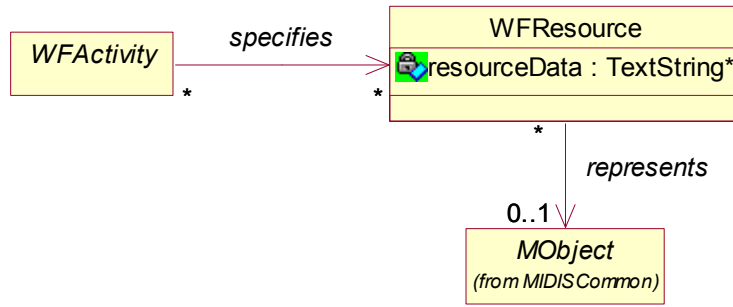 WFActivity
specifies
*
*
WFResource
resourceData : TextString*
*
represents
0..1
MObject
(from MIDISCommon)